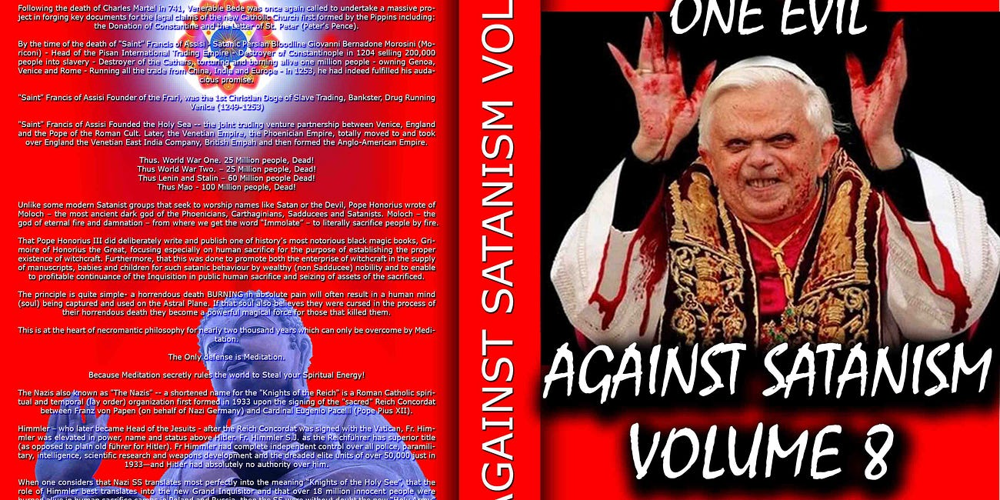 Following the death of Charles Martel in 741, Venerable Bede was once again called to undertake a massive pro-
ject in forging key documents for the legal claims of the new Catholic Church first formed by the Pippins including:
the Donation of Constantine and the Letter of St. Peter (Peter's Pence).
By the time of the death of "Saint" Francis of Assisi - Satanic Persian Bloodline Giovanni Bernadone Morosini (Mo-
riconi) - Head of the Pisan International Trading Empire - Destroyer of Constantinople in 1204 selling 200,000
people into slavery - Destroyer of the Cathars, torturing and burning alive one million people - owning Genoa,
Venice and Rome - Running all the trade from China, India and Europe - in 1253, he had indeed fulfilled his auda-
cious promise.
"Saint" Francis of Assisi Founder of the Frari, was the 1st Christian Doge of Slave Trading, Bankster, Drug Running
Venice (1249-1253)
"Saint" Francis of Assisi Founded the Holy Sea -- the joint trading venture partnership between Venice, England
and the Pope of the Roman Cult. Later, the Venetian Empire, the Phoenician Empire, totally moved to and took
over England the Venetian East India Company, British Empah and then formed the Anglo-American Empire.
Thus. World War One. 25 Million people, Dead!
Thus World War Two. – 25 Million people, Dead!
Thus Lenin and Stalin – 60 Million people Dead!
Thus Mao - 100 Million people, Dead!
Unlike some modern Satanist groups that seek to worship names like Satan or the Devil, Pope Honorius wrote of
Moloch – the most ancient dark god of the Phoenicians, Carthaginians, Sadducees and Satanists. Moloch – the
god of eternal fire and damnation – from where we get the word "Immolate" – to literally sacrifice people by fire.
That Pope Honorius III did deliberately write and publish one of history's most notorious black magic books, Gri-
moire of Honorius the Great, focusing especially on human sacrifice for the purpose of establishing the proper
existence of witchcraft. Furthermore, that this was done to promote both the enterprise of witchcraft in the supply
of manuscripts, babies and children for such satanic behaviour by wealthy (non Sadducee) nobility and to enable
to profitable continuance of the Inquisition in public human sacrifice and seizing of assets of the sacrificed.
The principle is quite simple- a horrendous death BURNING in absolute pain will often result in a human mind
(soul) being captured and used on the Astral Plane. If that soul also believes they were cursed in the process of
their horrendous death they become a powerful magical force for those that killed them.
This is at the heart of necromantic philosophy for nearly two thousand years which can only be overcome by Medi-
tation.
The Only defense is Meditation.
Because Meditation secretly rules the world to Steal your Spiritual Energy!
The Nazis also known as "The Nazis" -- a shortened name for the "Knights of the Reich" is a Roman Catholic spiri-
tual and temporal (lay order) organization first formed in 1933 upon the signing of the "sacred" Reich Concordat
between Franz von Papen (on behalf of Nazi Germany) and Cardinal Eugenio Pacelli (Pope Pius XII).
Himmler – who later became Head of the Jesuits - after the Reich Concordat was signed with the Vatican, Fr. Him-
mler was elevated in power, name and status above Hitler. Fr. Himmler S.J. as the Reichführer has superior title
(as opposed to plain old führer for Hitler). Fr Himmler had complete independent control over all police, paramili-
tary, intelligence, scientific research and weapons development and the dreaded elite units of over 50,000 just in
1933—and Hitler had absolutely no authority over him.
When one considers that Nazi SS translates most perfectly into the meaning "Knights of the Holy See", that the
role of Himmler best translates into the new Grand Inquisitor and that over 18 million innocent people were
burned alive in human sacrifice camps in Poland and Russia, then the SS were without doubt the new "Holy Army"
AGAINST SATANISM VOL
ONE EVIL
AGAINST SATANISM
VOLUME 8